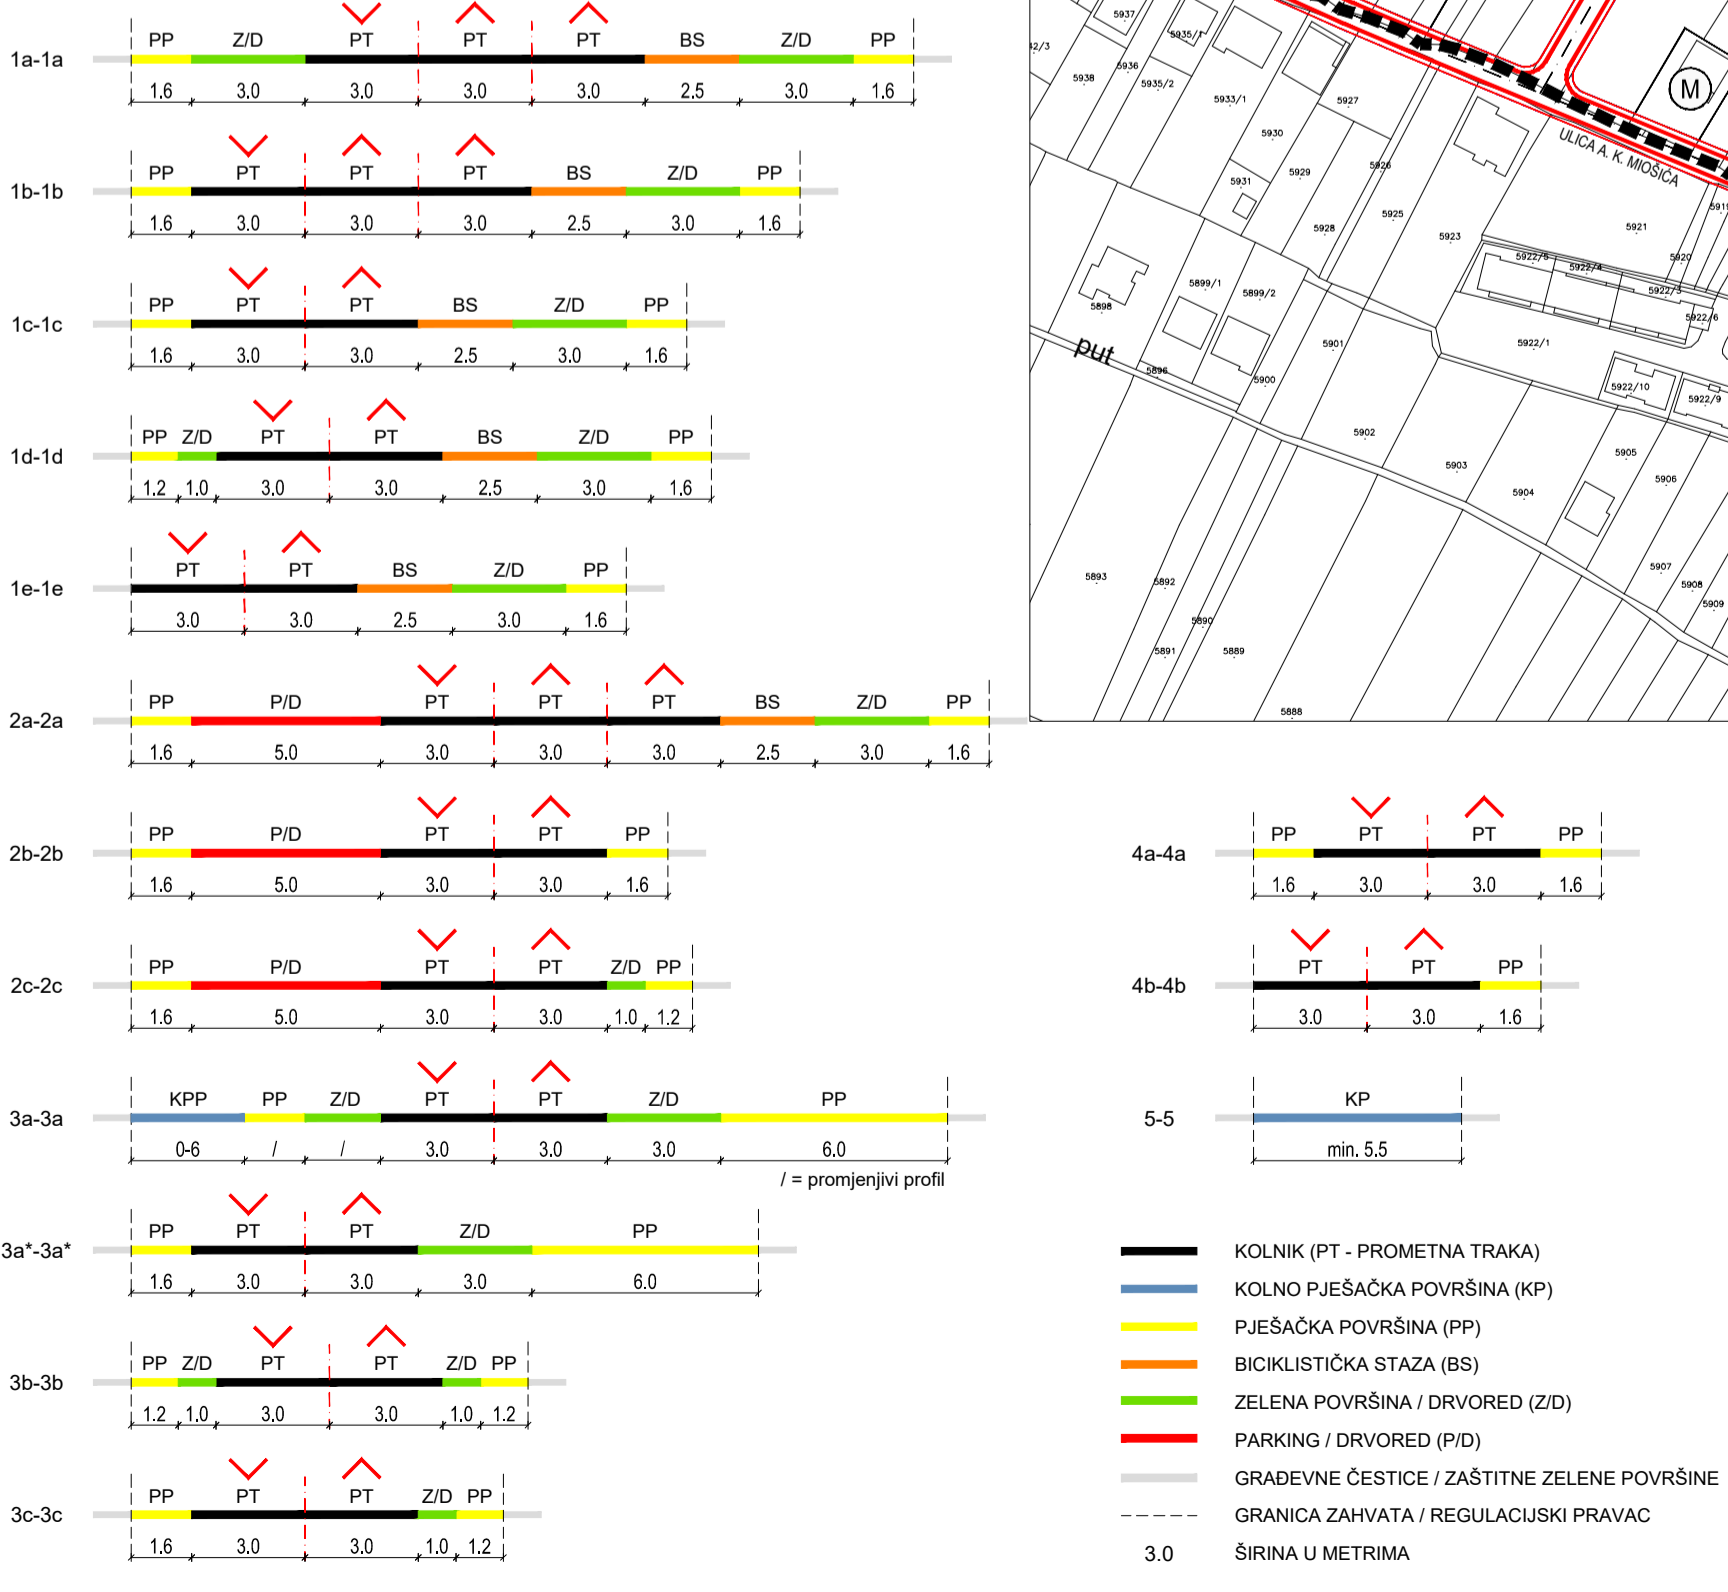 1a-1a
PP Z/D PT PT PT BS Z/D PP
1.6 3.0 3.0 3.0 3.0 2.5 3.0 1.6
1b-1b
PP PT PT PT BS Z/D PP
1.6 3.0 3.0 3.0 2.5 3.0 1.6
1c-1c
PP PT PT BS Z/D PP
1.6 3.0 3.0 2.5 3.0 1.6
1d-1d
PP Z/D PT PT BS Z/D PP
1.2 1.0 3.0 3.0 2.5 3.0 1.6
1e-1e
PT PT BS Z/D PP
3.0 3.0 2.5 3.0 1.6
2a-2a
PP P/D PT PT PT BS Z/D PP
1.6 5.0 3.0 3.0 3.0 2.5 3.0 1.6
2b-2b
PP P/D PT PT PP
1.6 5.0 3.0 3.0 1.6
2c-2c
PP P/D PT PT Z/D PP
1.6 5.0 3.0 3.0 1.0 1.2
3a-3a
KPP PP Z/D PT PT Z/D PP
0-6 / / 3.0 3.0 3.0 6.0
/ = promjenjivi profil
3a*-3a*
PP PT PT Z/D PP
1.6 3.0 3.0 3.0 6.0
3b-3b
PP Z/D PT PT Z/D PP
1.2 1.0 3.0 3.0 1.0 1.2
3c-3c
PP PT PT Z/D PP
1.6 3.0 3.0 1.0 1.2
5937
5935/1
42/3
5938
5936
5935/2
5933/1
5927
M
ULICA A. K. MIOŠIĆA
5930
5929
5926
5931
5925
5928
5923
5921
5919
5920
5922/5
5922/4
5922/3
5922/6
5899/1
5899/2
5898
put
5896
5901
5900
5922/1
5922/10
5922/9
5902
5903
5904
5905
5906
5893
5892
5907
5908
5909
5890
5891
5889
5888
4a-4a
PP PT PT PP
1.6 3.0 3.0 1.6
4b-4b
PT PT PP
3.0 3.0 1.6
5-5
KP
min. 5.5
KOLNIK (PT - PROMETNA TRAKA)
KOLNO PJEŠAČKA POVRŠINA (KP)
PJEŠAČKA POVRŠINA (PP)
BICIKLISTIČKA STAZA (BS)
ZELENA POVRŠINA / DRVORED (Z/D)
PARKING / DRVORED (P/D)
GRAĐEVNE ČESTICE / ZAŠTITNE ZELENE POVRŠINE
GRANICA ZAHVATA / REGULACIJSKI PRAVAC
3.0 ŠIRINA U METRIMA